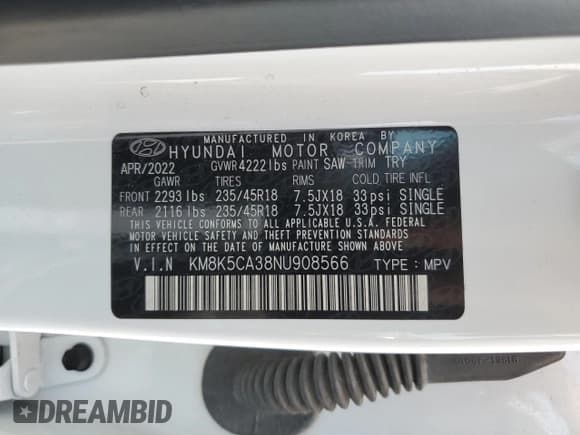 MANUFACTURED IN KOREA BY
HYUNDAI MOTOR COMPANY
APR/2022 GVWR4222lbs PAINT SAW TRIM TRY
GAWR TIRES RIMS COLD TIRE INFL
FRONT 2293lbs 235/45R18 7.5JX18 33psi SINGLE
REAR 2116lbs 235/45R18 7.5JX18 33psi SINGLE
THIS VEHICLE CONFORMS TO ALL APPLICABLE U.S.A. FEDERAL
MOTOR VEHICLE SAFETY, BUMPER, AND THEFT PREVENTION STANDARDS
IN EFFECT ON THE DATE OF MANUFACTURE SHOWN ABOVE.
V.I.N KM8K5CA38NU908566 TYPE : MPV
DREAMBID